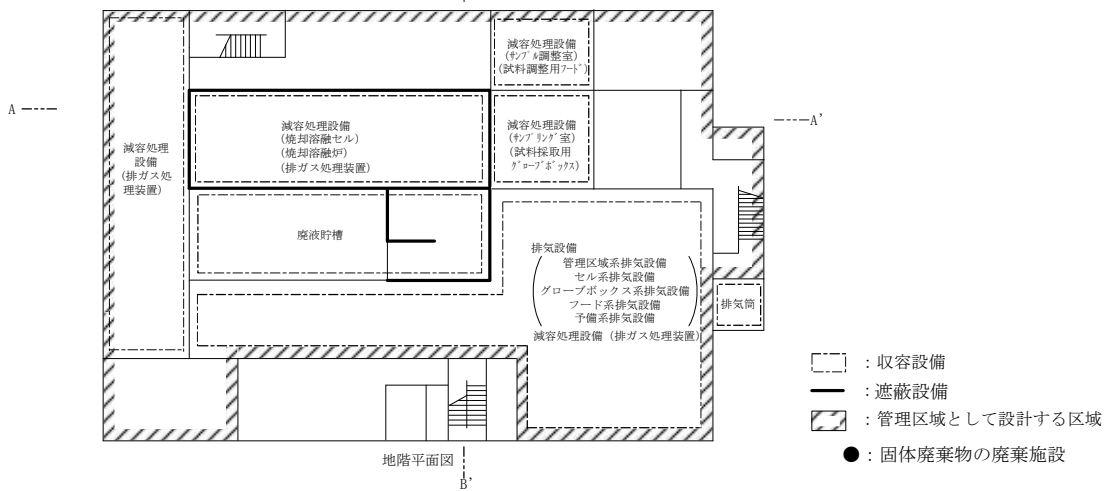 減容処理設備
(ｻﾝﾌﾟﾙ調整室)
(試料調整用ﾌｰﾄﾞ)
A
A'
減容処理設備
(焼却溶融セル)
(焼却溶融炉)
(排ガス処理装置)
減容処理設備
(ｻﾝﾌﾟﾘﾝｸﾞ室)
(試料採取用
ｸﾞﾛｰﾌﾞﾎﾞｯｸｽ)
減容処理
設備
(排ガス処
理装置)
廃液貯槽
排気設備
管理区域系排気設備
セル系排気設備
グローブボックス系排気設備
フード系排気設備
予備系排気設備
減容処理設備（排ガス処理装置）
排気筒
：収容設備
：遮蔽設備
：管理区域として設計する区域
：固体廃棄物の廃棄施設
地階平面図
B'